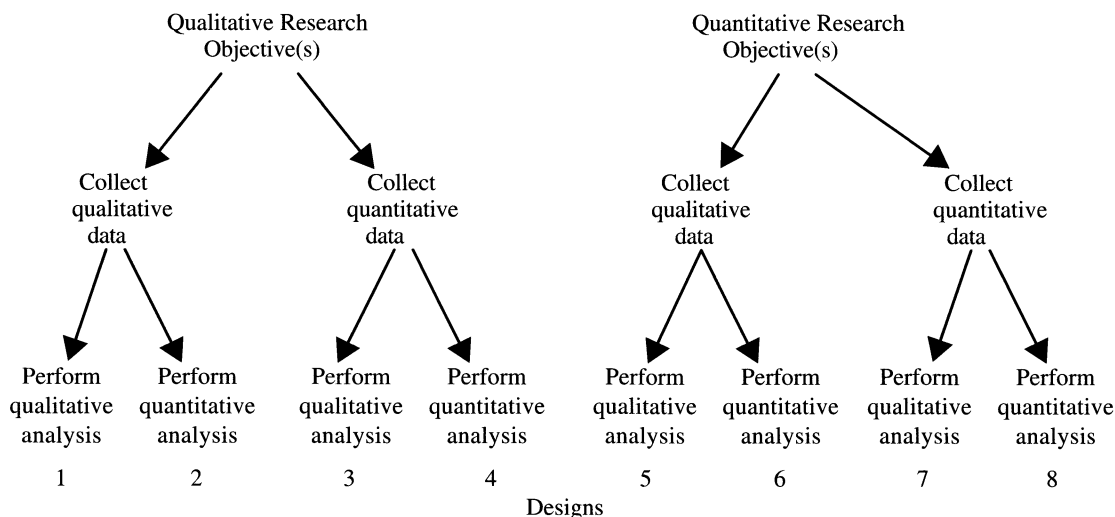 Qualitative Research
Objective(s)
Quantitative Research
Objective(s)
Collect
qualitative
data
Collect
quantitative
data
Collect
qualitative
data
Collect
quantitative
data
Perform
qualitative
analysis
1
Perform
quantitative
analysis
2
Perform
qualitative
analysis
3
Perform
quantitative
analysis
4
Perform
qualitative
analysis
5
Perform
quantitative
analysis
6
Perform
qualitative
analysis
7
Perform
quantitative
analysis
8
Designs